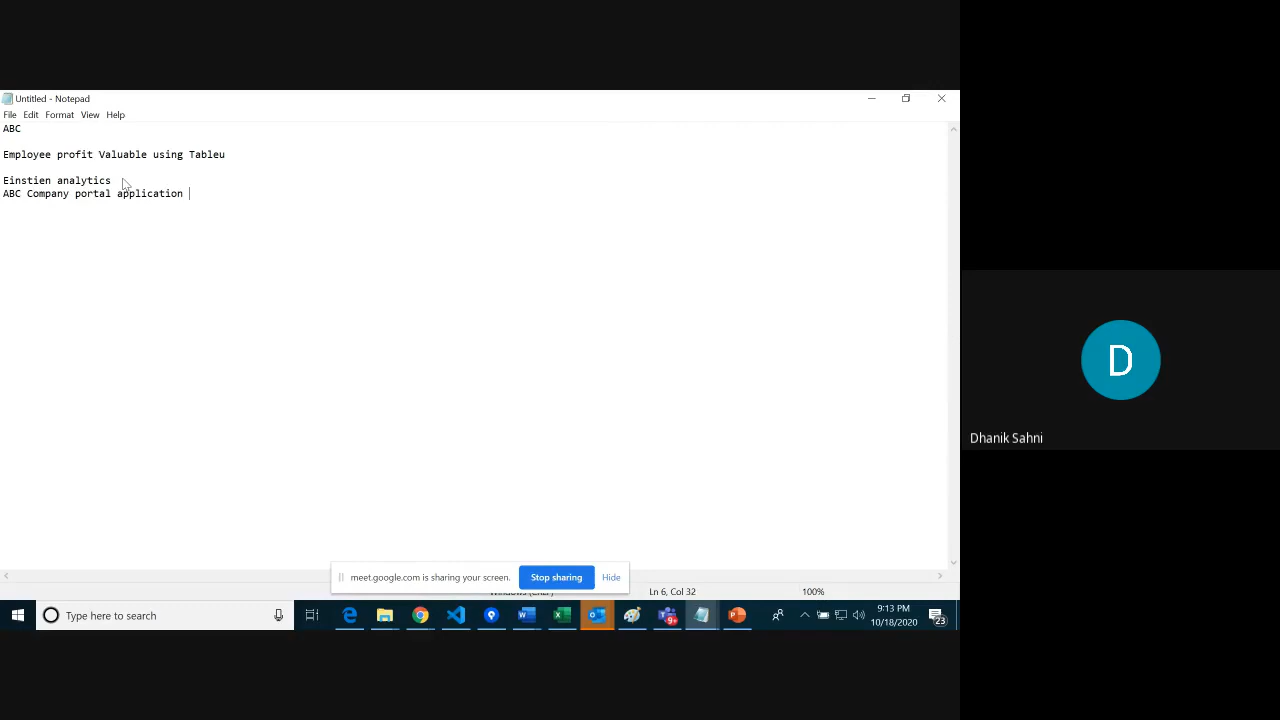 Untitled - Notepad
File Edit Format View Help
ABC
Employee profit Valuable using Tableu
Einstien analytics
ABC Company portal application
D
Dhanik Sahni
meet.google.com is sharing your screen. Stop sharing Hide
Ln 6, Col 32 100%
Type here to search
9+
9:13 PM
10/18/2020
23